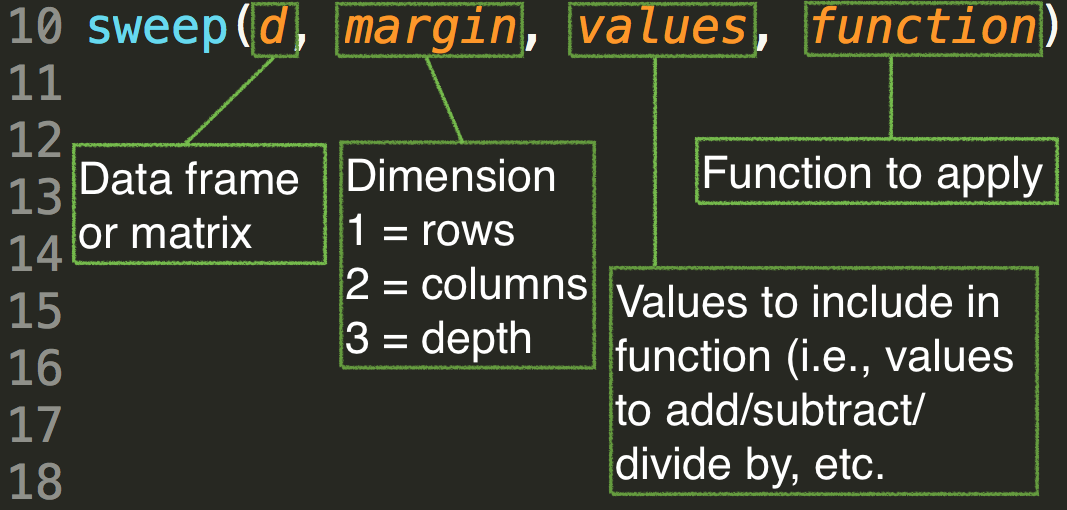 10 sweep(d, margin, values, function)
11
12
13
14
15
16
17
18
Data frame
or matrix
Dimension
1 = rows
2 = columns
3 = depth
Values to include in
function (i.e., values
to add/subtract/
divide by, etc.
Function to apply